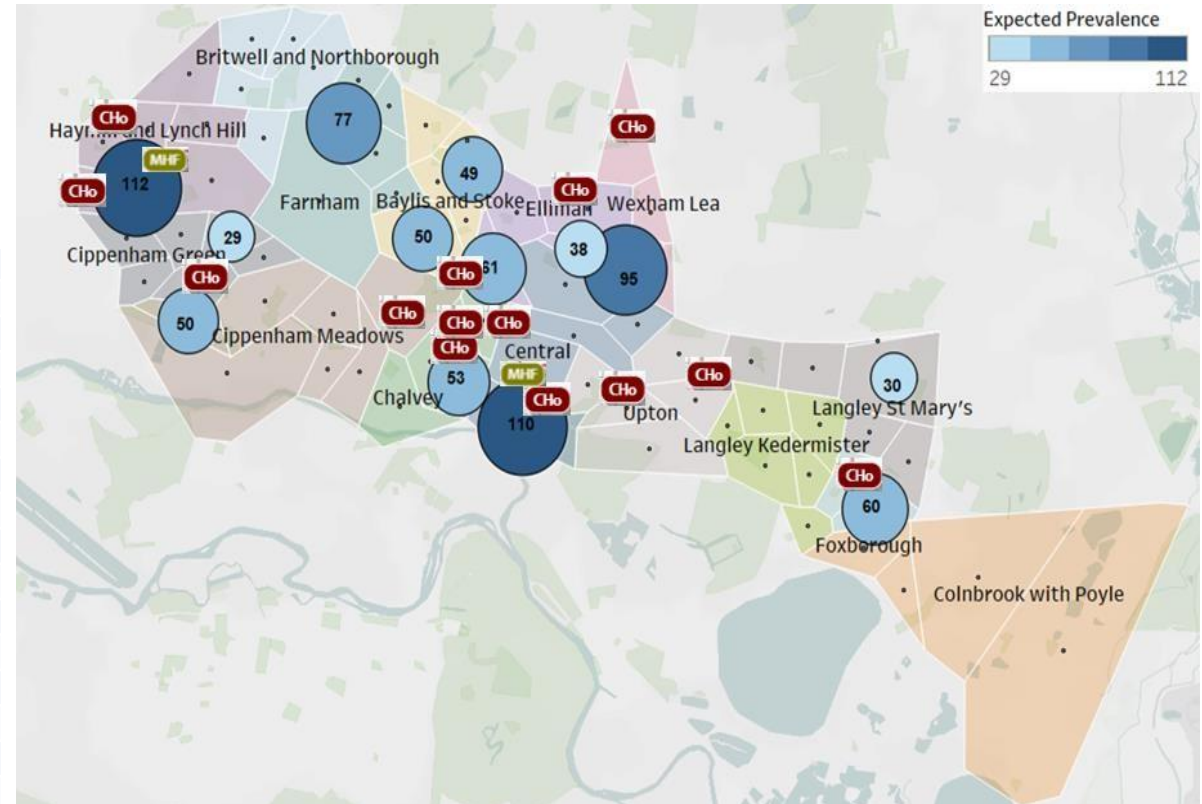 Expected Prevalence
29 112
Britwell and Northborough
77
CHo
Haymill and Lynch Hill
CHo
MHF
112
CHo
49
CHo
Farnham
Baylis and Stoke
Elliman
Wexham Lea
29
50
38
Cippenham Green
61
95
CHo
CHo
50
CHo
CHo
CHo
Cippenham Meadows
CHo
Central
53
MHF
CHo
30
Chalvey
CHo
CHo
Upton
Langley St Mary's
110
Langley Kedermister
CHo
60
Foxborough
Colnbrook with Poyle